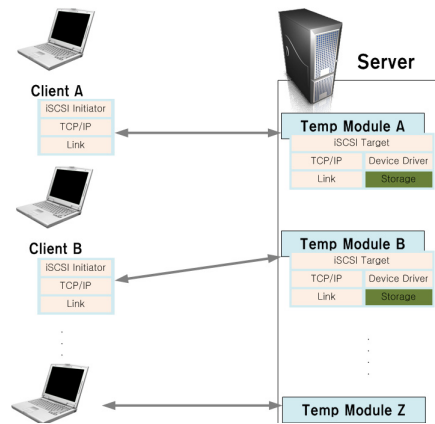 Server
Client A
iSCSI Initiator
TCP/IP
Link
Temp Module A
iSCSI Target
TCP/IP Device Driver
Link Storage
Client B
iSCSI Initiator
TCP/IP
Link
Temp Module B
iSCSI Target
TCP/IP Device Driver
Link Storage
Temp Module Z